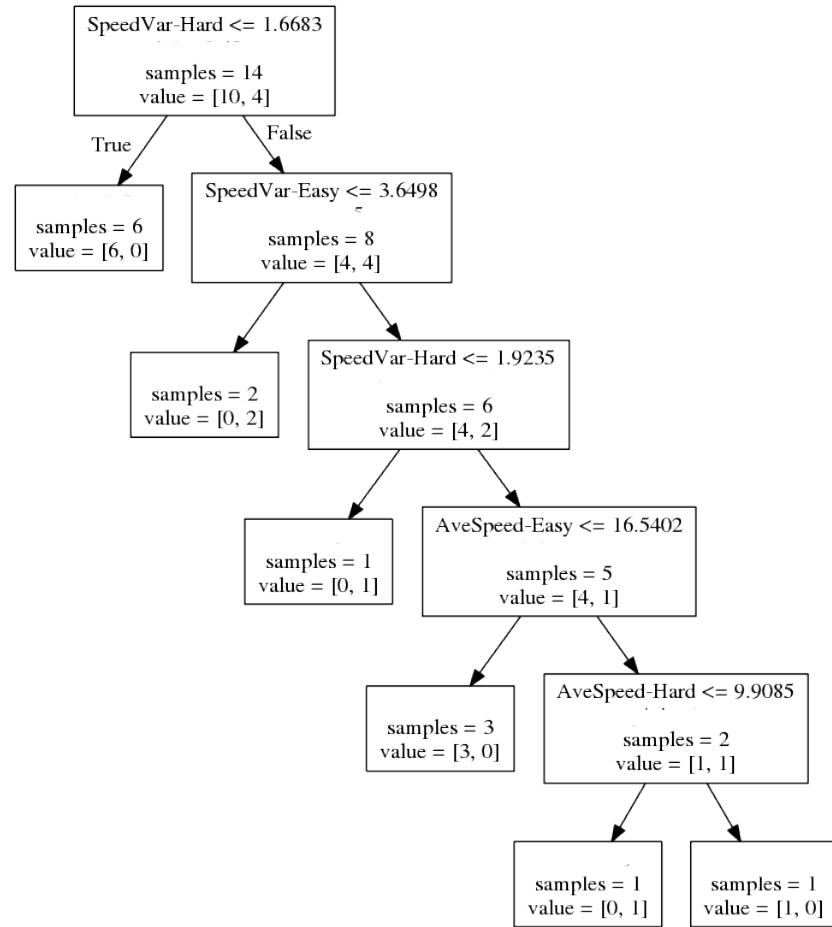 SpeedVar-Hard <= 1.6683
samples = 14
value = [10, 4]
True
False
samples = 6
value = [6, 0]
SpeedVar-Easy <= 3.6498
samples = 8
value = [4, 4]
samples = 2
value = [0, 2]
SpeedVar-Hard <= 1.9235
samples = 6
value = [4, 2]
samples = 1
value = [0, 1]
AveSpeed-Easy <= 16.5402
samples = 5
value = [4, 1]
samples = 3
value = [3, 0]
AveSpeed-Hard <= 9.9085
samples = 2
value = [1, 1]
samples = 1
value = [0, 1]
samples = 1
value = [1, 0]